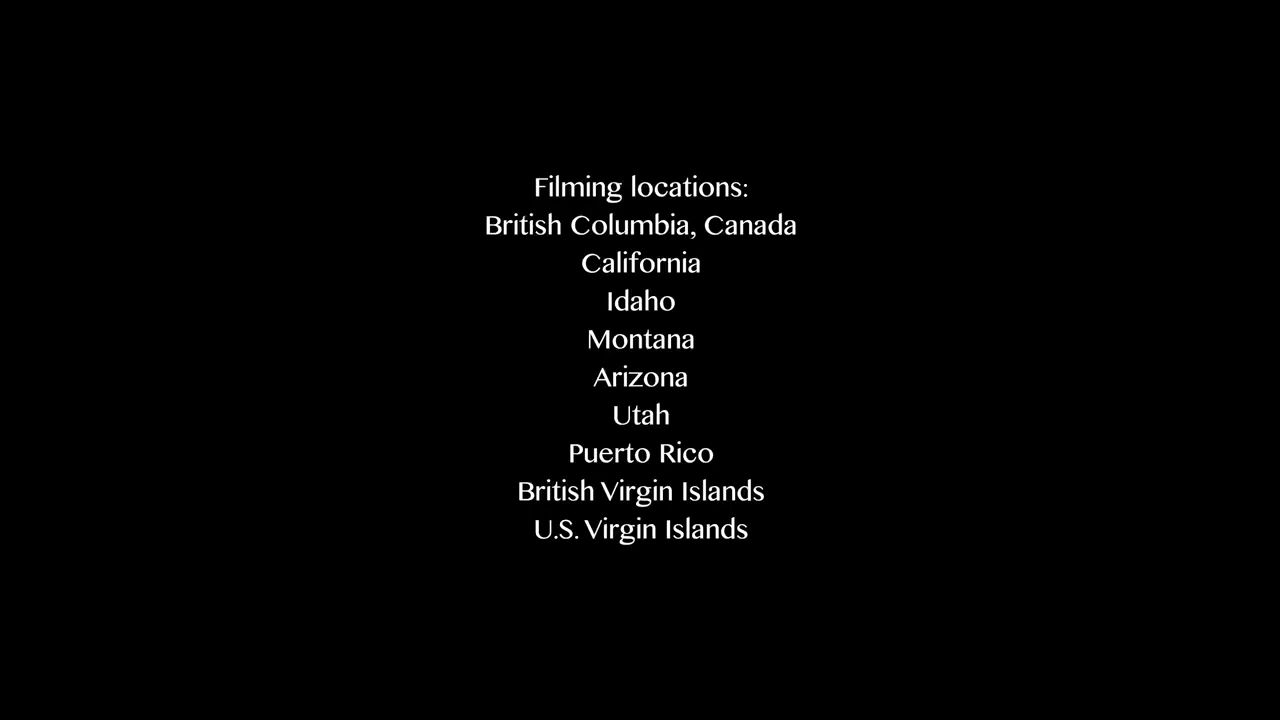 Filming locations:
British Columbia, Canada
California
Idaho
Montana
Arizona
Utah
Puerto Rico
British Virgin Islands
U.S. Virgin Islands